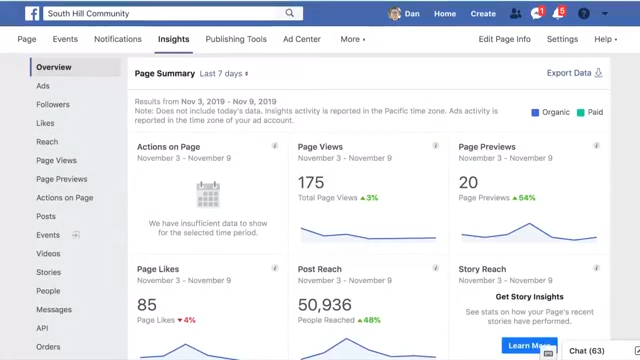 South Hill Community
Dan Home Create 1 5
Page Events Notifications Insights Publishing Tools Ad Center More Edit Page Info Settings Help
Overview
Ads
Followers
Likes
Reach
Page Views
Page Previews
Actions on Page
Posts
Events
Videos
Stories
People
Messages
API
Orders
Page Summary Last 7 days
Export Data
Results from Nov 3, 2019 - Nov 9, 2019
Note: Does not include today's data. Insights activity is reported in the Pacific time zone. Ads activity is
reported in the time zone of your ad account.
Organic Paid
Actions on Page
November 3 - November 9
We have insufficient data to show
for the selected time period.
Page Views
November 3 - November 9
175
Total Page Views 3%
Page Previews
November 3 - November 9
20
Page Previews 54%
Page Likes
November 3 - November 9
85
Page Likes 4%
Post Reach
November 3 - November 9
50,936
People Reached 48%
Story Reach
November 3 - November 9
Get Story Insights
See stats on how your Page's recent
stories have performed.
Chat (63)